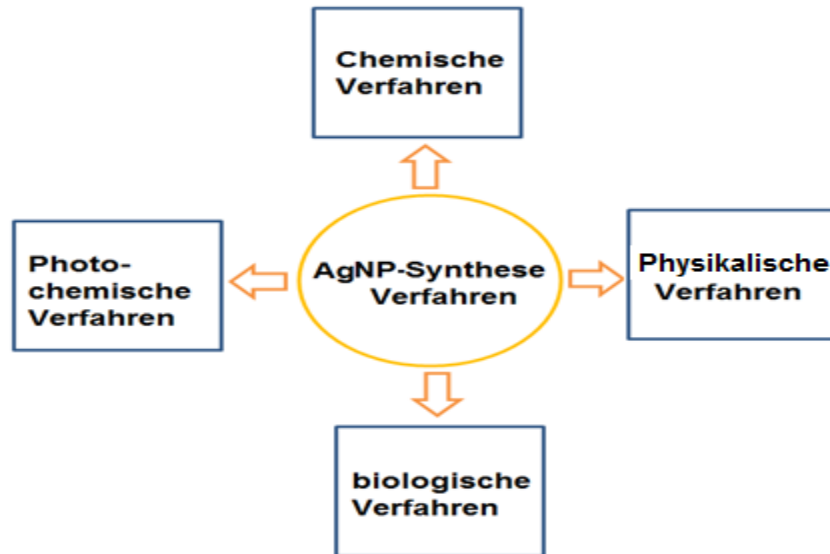 Chemische
Verfahren
Photo-
chemische
Verfahren
AgNP-Synthese
Verfahren
Physikalische
Verfahren
biologische
Verfahren